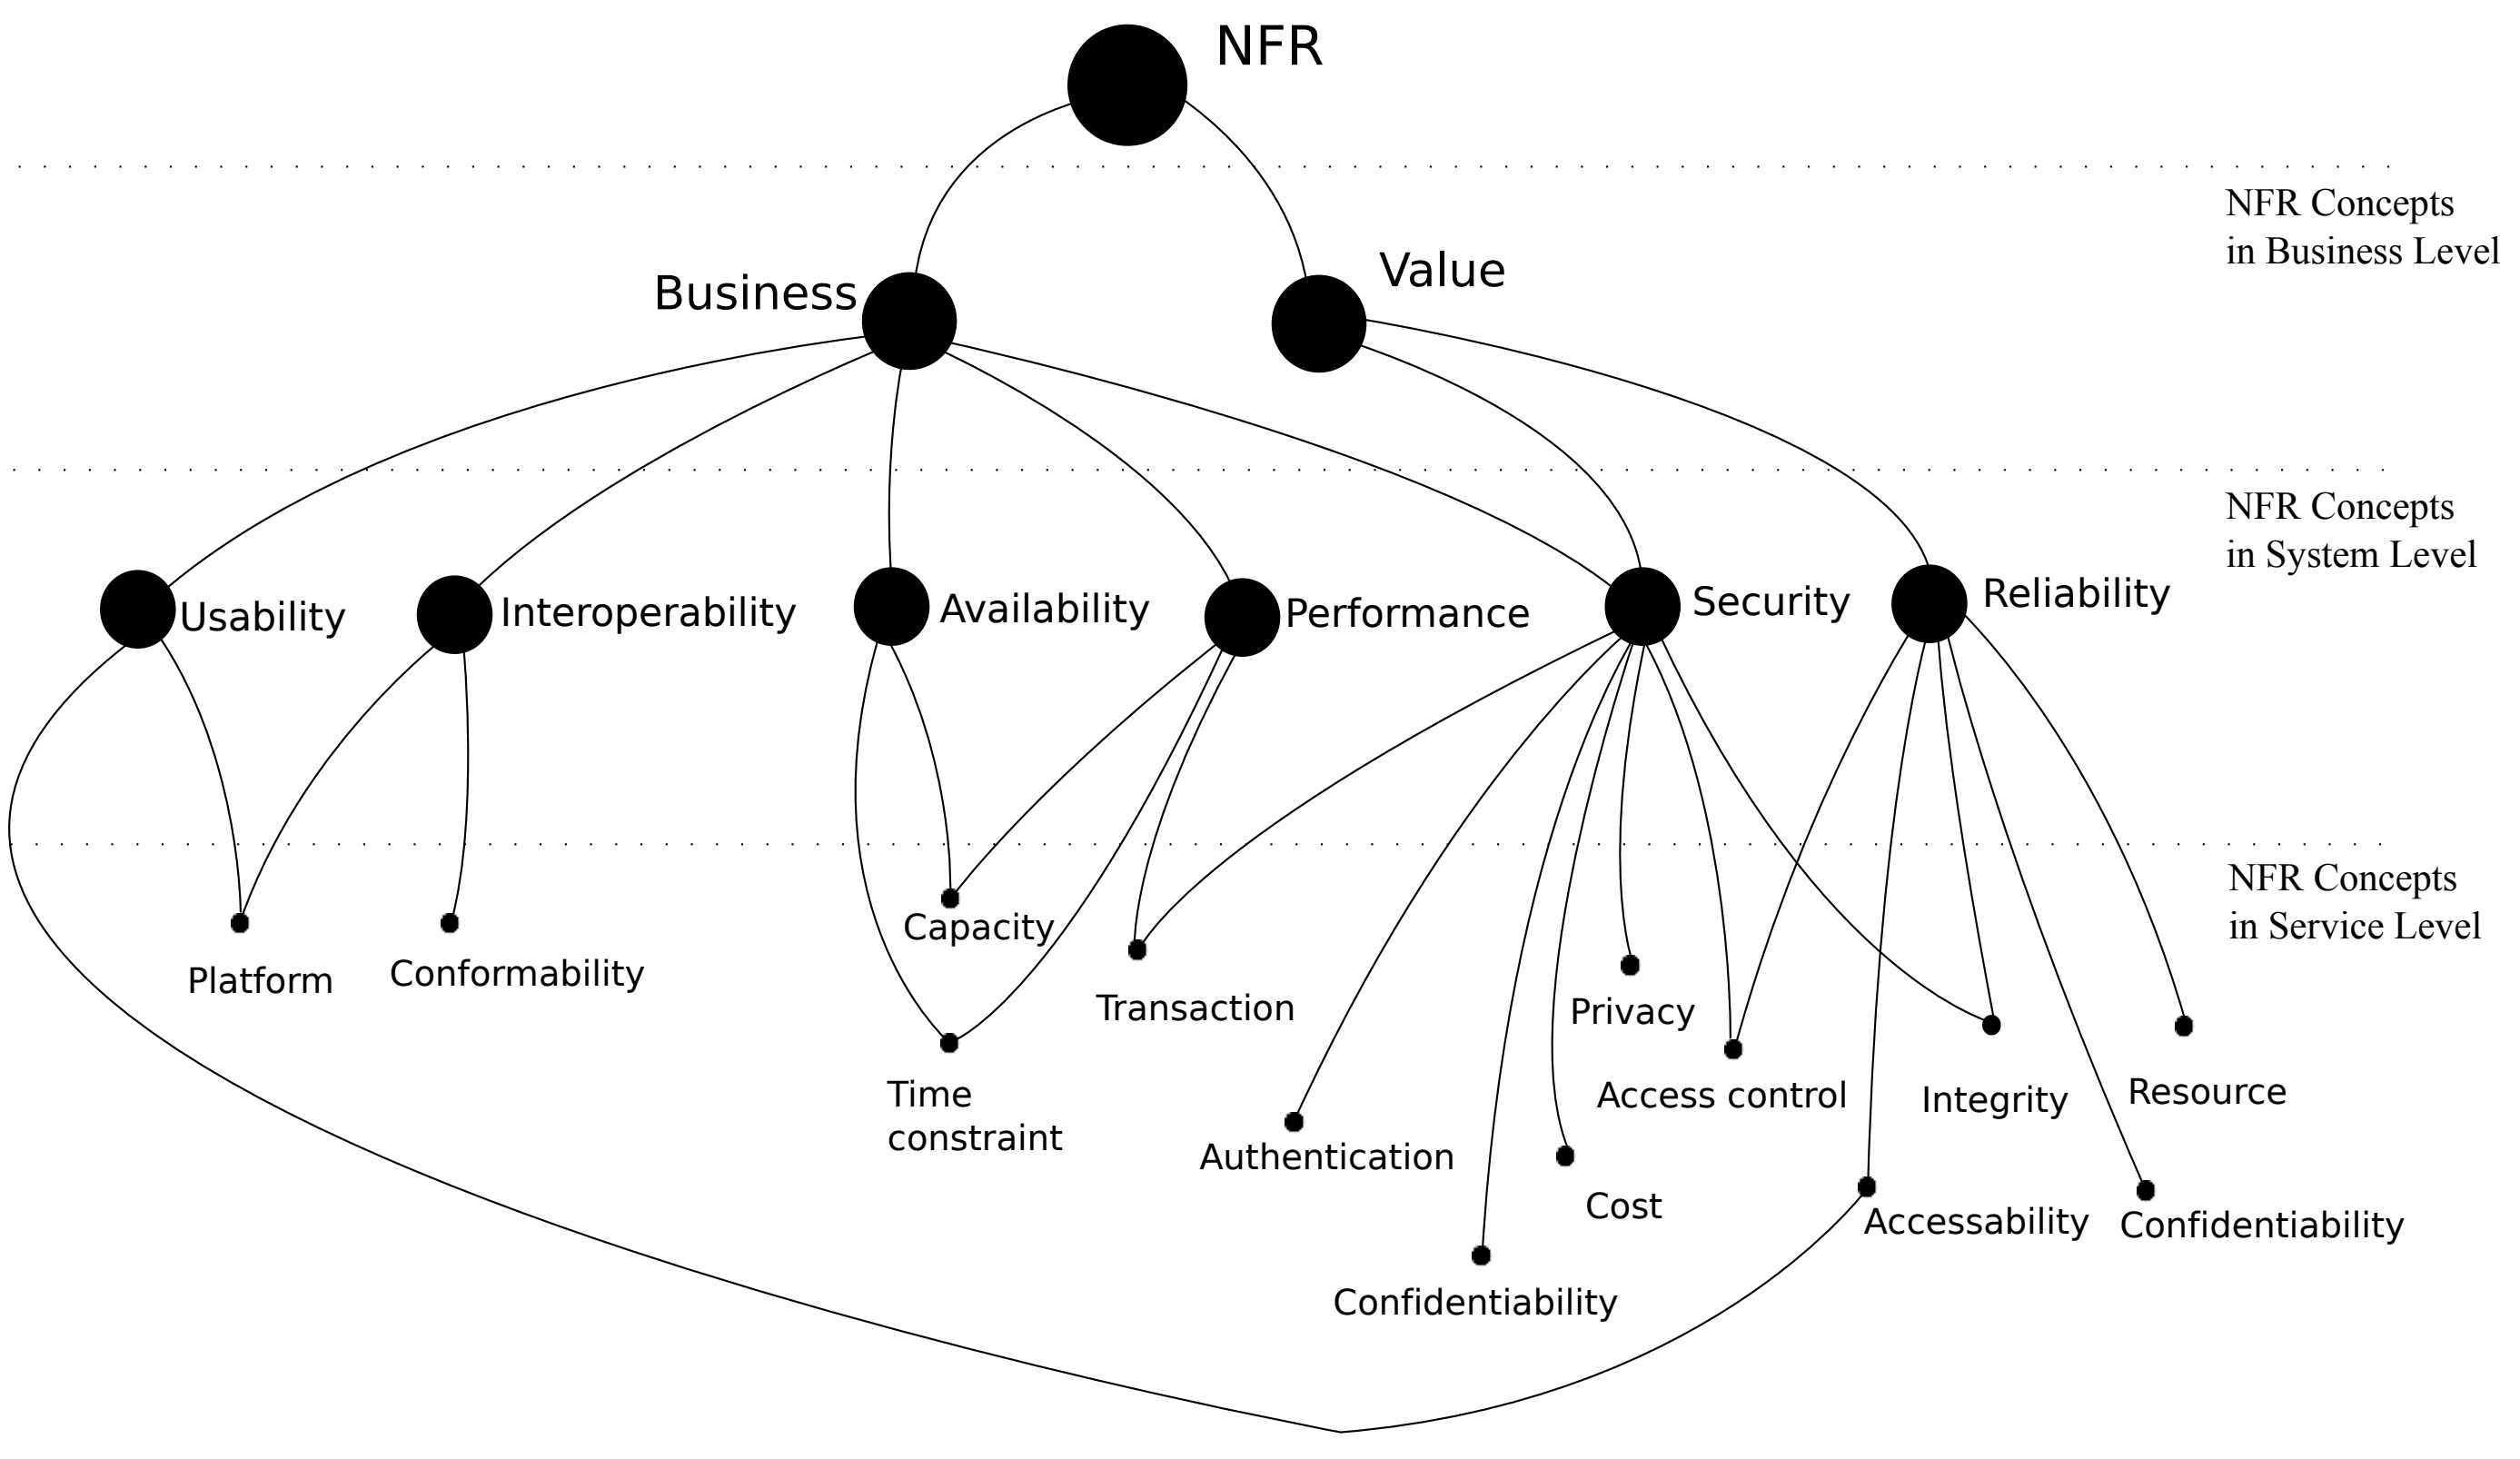 NFR
NFR Concepts
in Business Level
Business
Value
NFR Concepts
in System Level
Usability
Interoperability
Availability
Performance
Security
Reliability
NFR Concepts
in Service Level
Capacity
Platform
Conformability
Transaction
Privacy
Time
constraint
Access control
Integrity
Resource
Authentication
Cost
Accessability
Confidentiability
Confidentiability